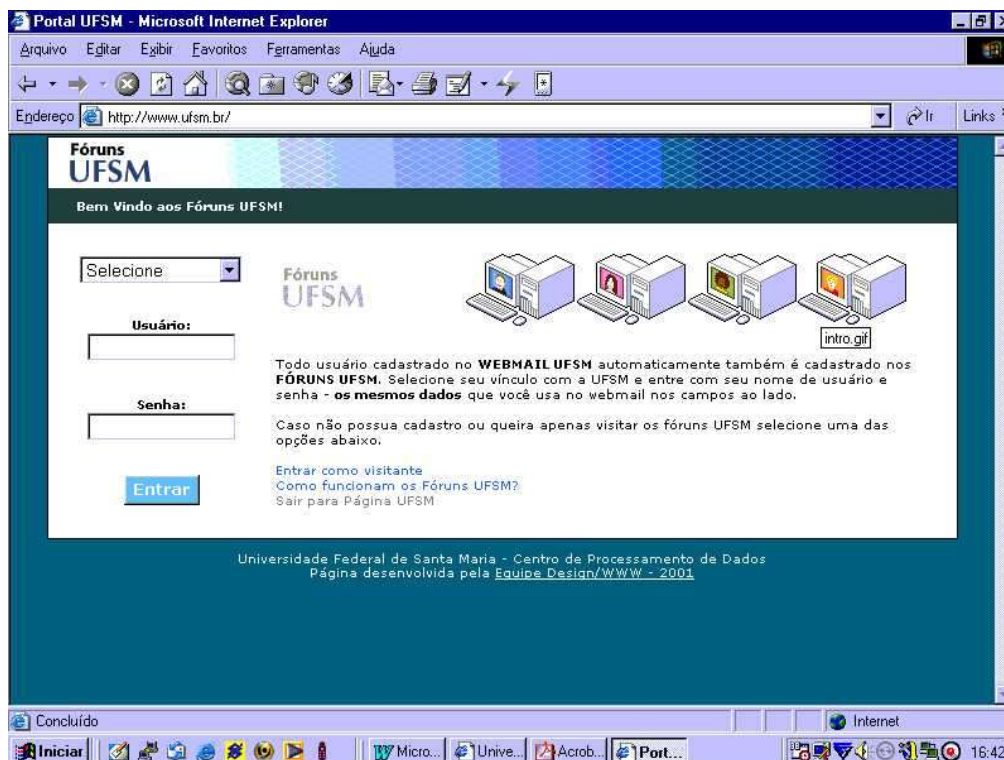 Portal UFSM - Microsoft Internet Explorer
Arquivo Editar Exibir Favoritos Ferramentas Ajuda
Endereço http://www.ufsm.br/ Ir Links
Fóruns
UFSM
Bem Vindo aos Fóruns UFSM!
Selecione
Fóruns
UFSM
Usuário:
intro.gif
Senha:
Entrar
Todo usuário cadastrado no WEBMAIL UFSM automaticamente também é cadastrado nos
FÓRUNS UFSM. Selecione seu vínculo com a UFSM e entre com seu nome de usuário e
senha - os mesmos dados que você usa no webmail nos campos ao lado.
Caso não possua cadastro ou queira apenas visitar os fóruns UFSM selecione uma das
opções abaixo.
Entrar como visitante
Como funcionam os Fóruns UFSM?
Sair para Página UFSM
Universidade Federal de Santa Maria - Centro de Processamento de Dados
Página desenvolvida pela Equipe Design/WWW - 2001
Concluído Internet
Iniciar Micro... Unive... Acrob... Port... 16:42